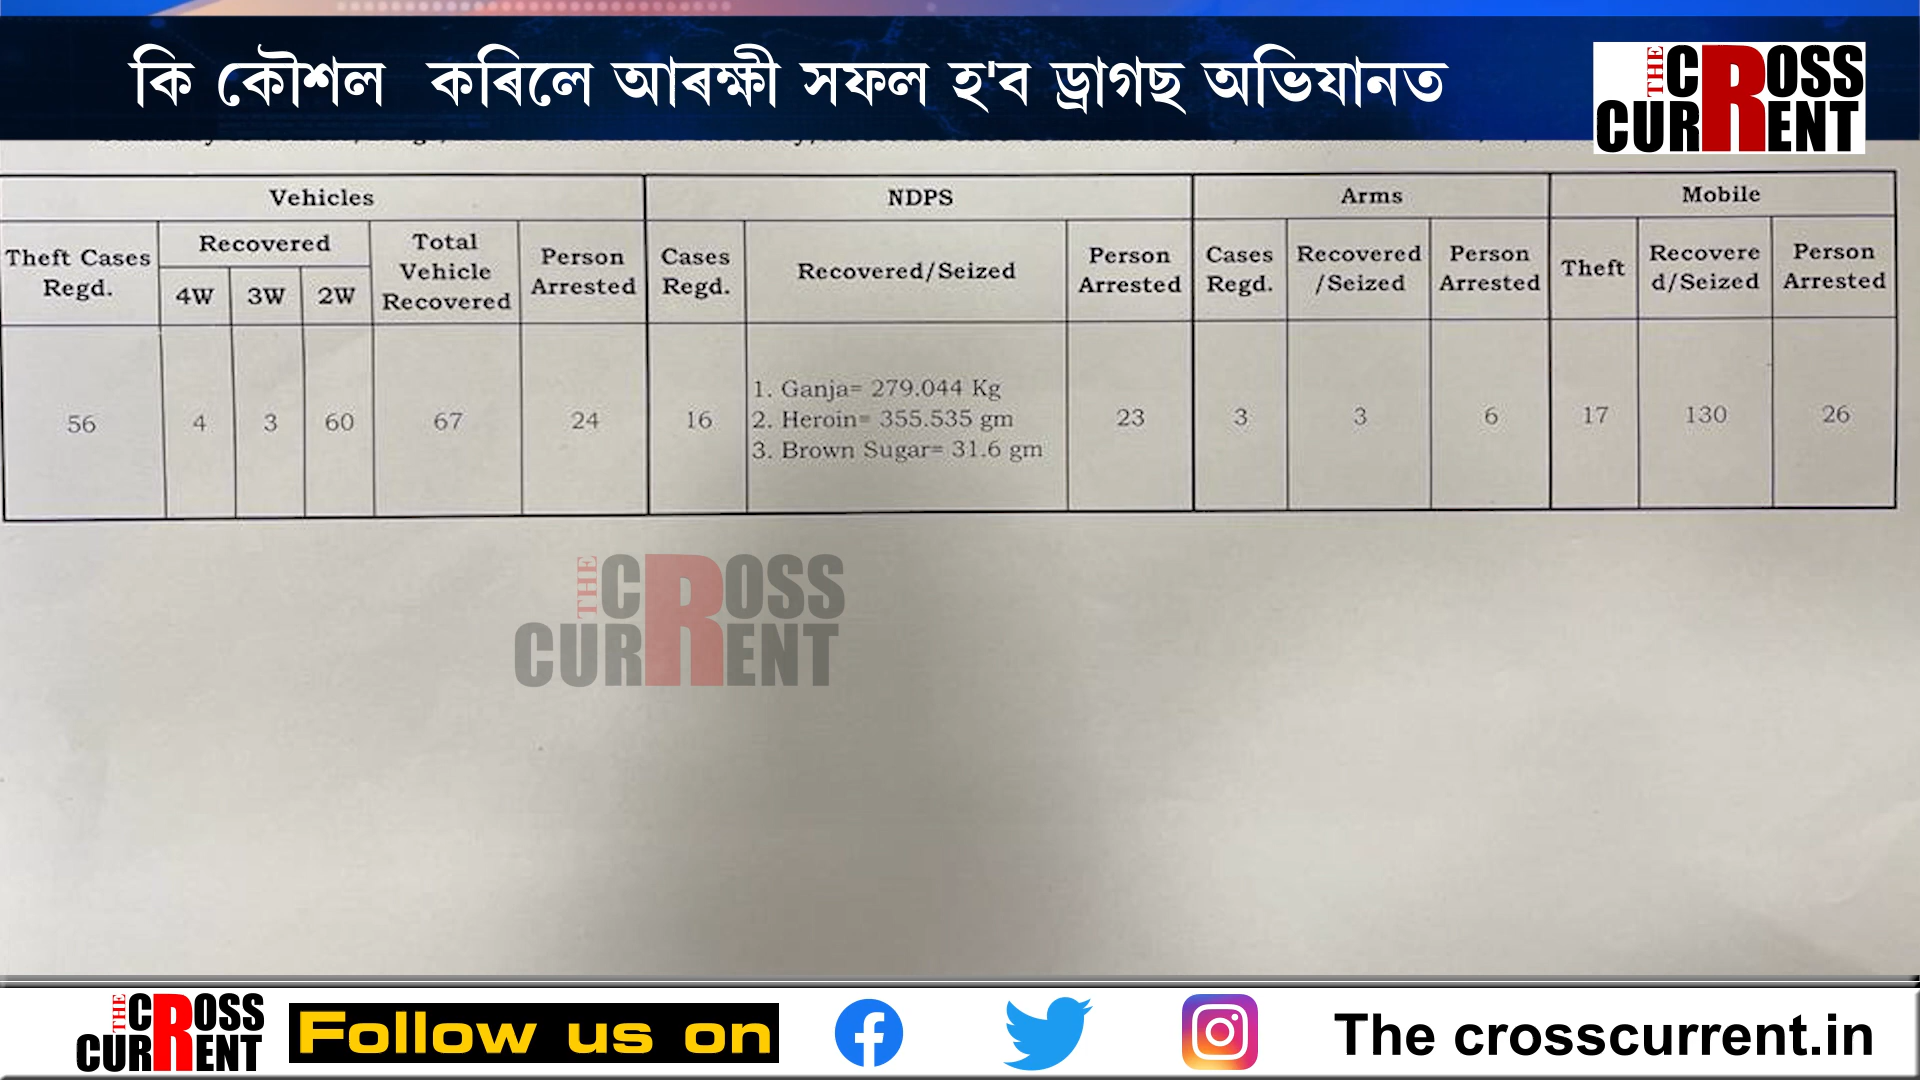 কি কৌশল কৰিলে আৰক্ষী সফল হ'ব ড্ৰাগছ অভিযানত
THE CROSS
CURRENT
Vehicles NDPS Arms Mobile
Theft Cases Regd. Recovered Total Vehicle Recovered Person Arrested Cases Regd. Recovered/Seized Person Arrested Cases Regd. Recovered /Seized Person Arrested Theft Recovere d/Seized Person Arrested
4W 3W 2W
56 4 3 60 67 24 16
1. Ganja= 279.044 Kg
2. Heroin= 355.535 gm
3. Brown Sugar= 31.6 gm
23 3 3 6 17 130 26
THE CROSS
CURRENT
THE CROSS
CURRENT
Follow us on The crosscurrent.in